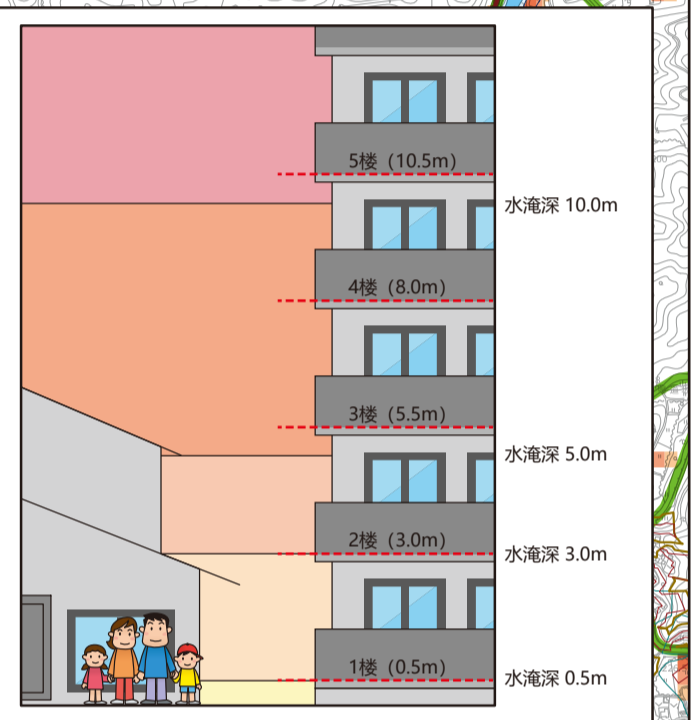 5楼（10.5m）
水淹深 10.0m
4楼（8.0m）
3楼（5.5m）
水淹深 5.0m
2楼（3.0m）
水淹深 3.0m
1楼（0.5m）
水淹深 0.5m